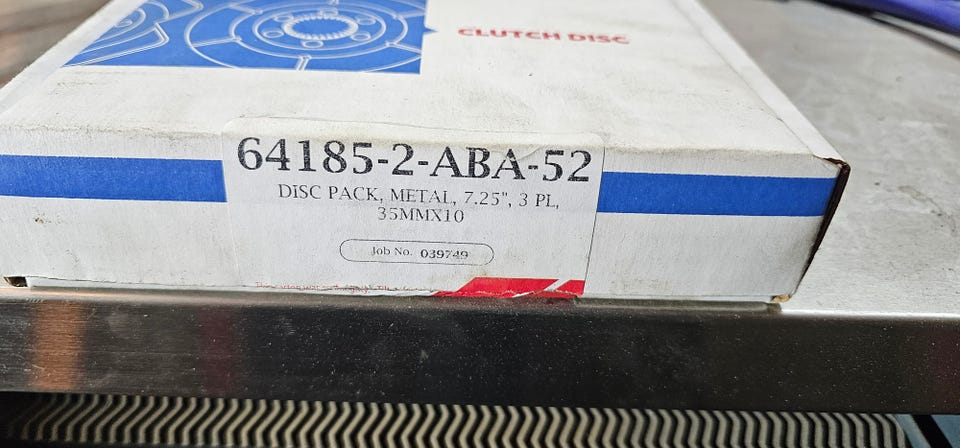 CLUTCH DISC
64185-2-ABA-52
DISC PACK, METAL, 7.25", 3 PL,
35MMX10
Job No. 039749